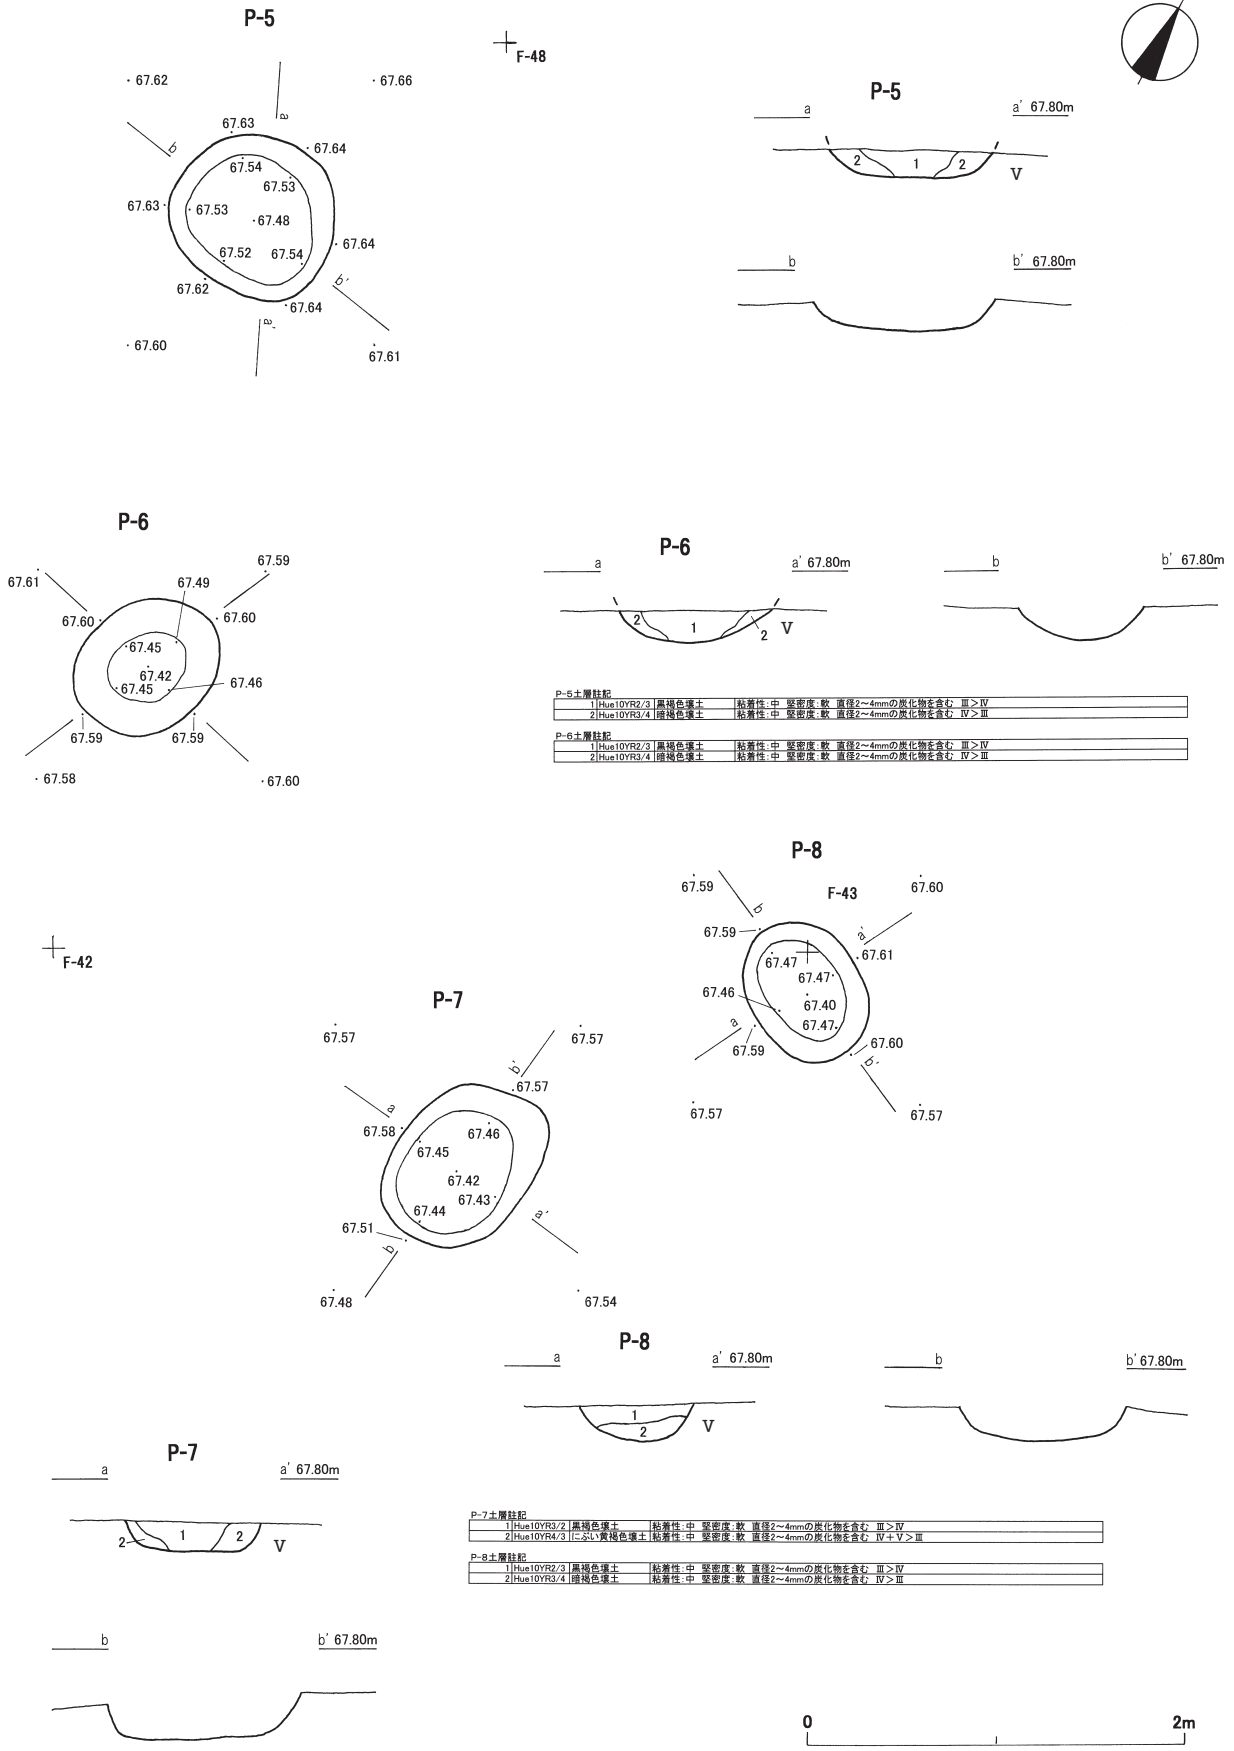 P-5
F-48
67.62
67.66
a
67.63
67.64
b
67.54
67.53
67.63
67.53
67.48
67.64
67.52
67.54
67.62
b'
67.64
a'
67.60
67.61
P-5
a
a' 67.80m
2
1
2
V
b
b' 67.80m
P-6
67.59
67.61
67.49
67.60
67.60
67.45
67.42
67.45
67.46
67.59
67.59
67.58
67.60
P-6
a
a' 67.80m
b
b' 67.80m
2
1
2
V
P-5土層註記
1 Hue10YR2/3 黒褐色壌土 粘着性:中 堅密度:軟 直径2～4mmの炭化物を含む Ⅲ＞Ⅳ
2 Hue10YR3/4 暗褐色壌土 粘着性:中 堅密度:軟 直径2～4mmの炭化物を含む Ⅳ＞Ⅲ
P-6土層註記
1 Hue10YR2/3 黒褐色壌土 粘着性:中 堅密度:軟 直径2～4mmの炭化物を含む Ⅲ＞Ⅳ
2 Hue10YR3/4 暗褐色壌土 粘着性:中 堅密度:軟 直径2～4mmの炭化物を含む Ⅳ＞Ⅲ
P-8
67.59
67.60
F-43
b
67.59
a'
67.61
67.47
67.47
67.46
67.40
67.47
a
67.59
67.60
b'
67.57
67.57
F-42
P-7
67.57
67.57
b'
67.57
a
67.58
67.46
67.45
67.42
67.43
67.44
67.51
a'
b
67.48
67.54
P-8
a
a' 67.80m
b
b' 67.80m
1
2
V
P-7
a
a' 67.80m
2
1
2
V
P-7土層註記
1 Hue10YR3/2 黒褐色壌土 粘着性:中 堅密度:軟 直径2～4mmの炭化物を含む Ⅲ＞Ⅳ
2 Hue10YR4/3 にぶい黄褐色壌土 粘着性:中 堅密度:軟 直径2～4mmの炭化物を含む Ⅳ＋Ⅴ＞Ⅲ
P-8土層註記
1 Hue10YR2/3 黒褐色壌土 粘着性:中 堅密度:軟 直径2～4mmの炭化物を含む Ⅲ＞Ⅳ
2 Hue10YR3/4 暗褐色壌土 粘着性:中 堅密度:軟 直径2～4mmの炭化物を含む Ⅳ＞Ⅲ
b
b' 67.80m
0
2m